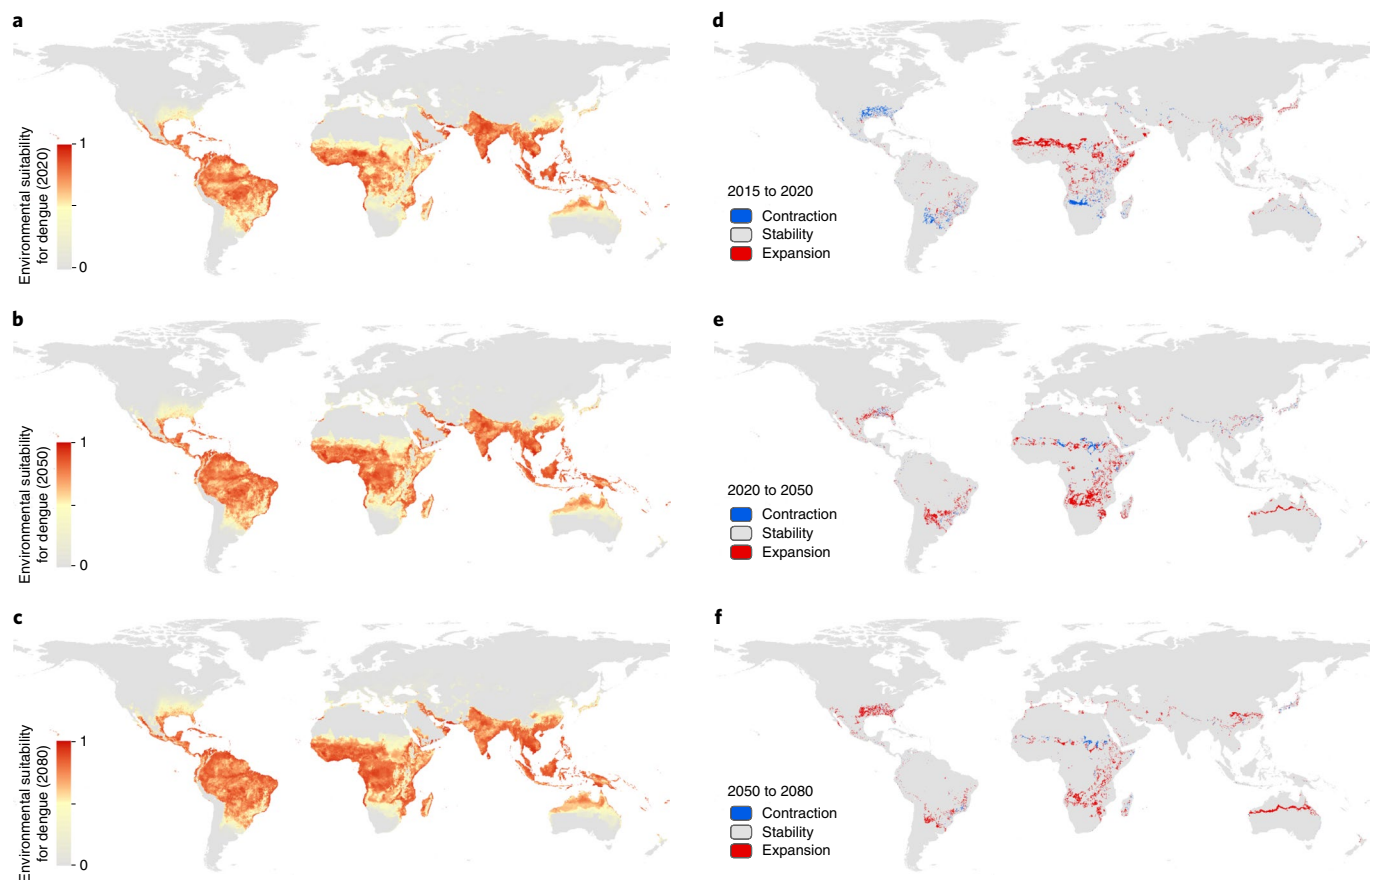 a
Environmental suitability
for dengue (2020)
1
0
d
2015 to 2020
Contraction
Stability
Expansion
b
Environmental suitability
for dengue (2050)
1
0
e
2020 to 2050
Contraction
Stability
Expansion
c
Environmental suitability
for dengue (2080)
1
0
f
2050 to 2080
Contraction
Stability
Expansion